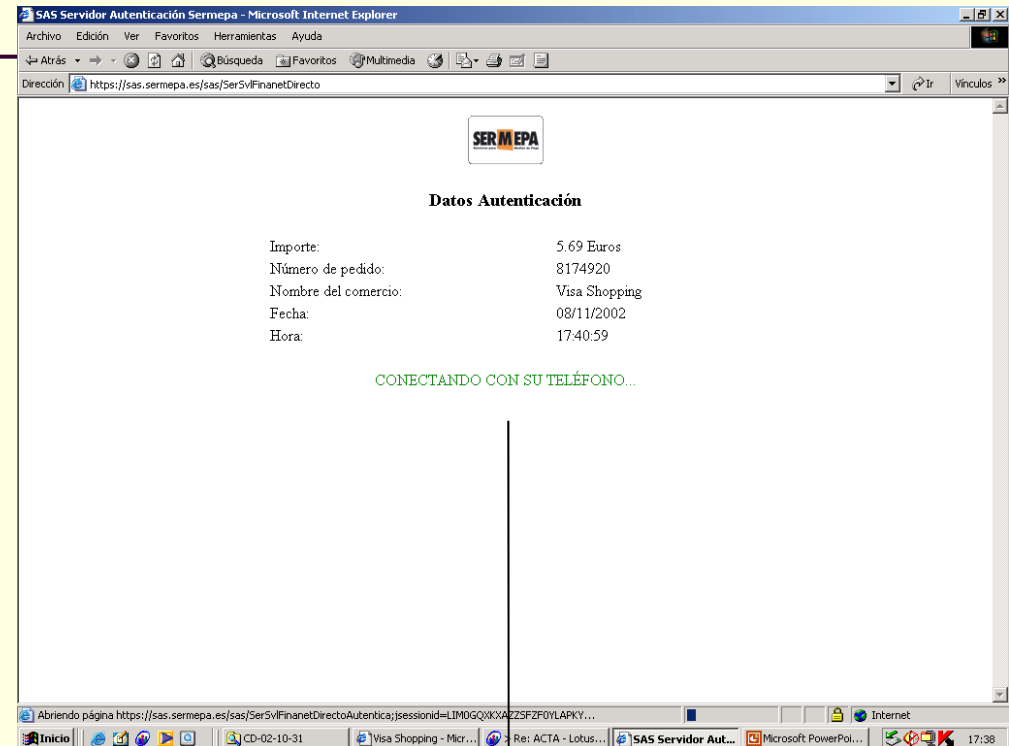 SAS Servidor Autenticación Sermepa - Microsoft Internet Explorer
Archivo Edición Ver Favoritos Herramientas Ayuda
Atrás Búsqueda Favoritos Multimedia
Dirección https://sas.sermepa.es/sas/SerSvlFinanetDirecto Ir Vínculos »
SERMEPA
Datos Autenticación
Importe: 5.69 Euros
Número de pedido: 8174920
Nombre del comercio: Visa Shopping
Fecha: 08/11/2002
Hora: 17:40:59
CONECTANDO CON SU TELÉFONO...
Abriendo página https://sas.sermepa.es/sas/SerSvlFinanetDirectoAutentica;jsessionid= Internet
Inicio CD-02-10-31 Visa Shopping - Micr... Re: ACTA - Lotus... SAS Servidor Aut... Microsoft PowerPoi... 17:38